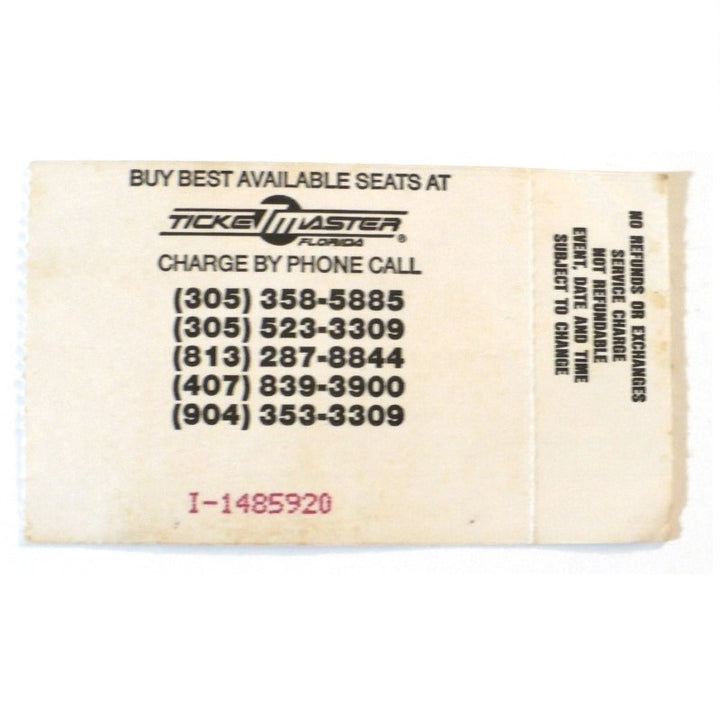 BUY BEST AVAILABLE SEATS AT
TICKETMASTER
FLORIDA ®
CHARGE BY PHONE CALL
(305) 358-5885
(305) 523-3309
(813) 287-8844
(407) 839-3900
(904) 353-3309
I-1485920
NO REFUNDS OR EXCHANGES
SERVICE CHARGE
NOT REFUNDABLE
EVENT, DATE AND TIME
SUBJECT TO CHANGE